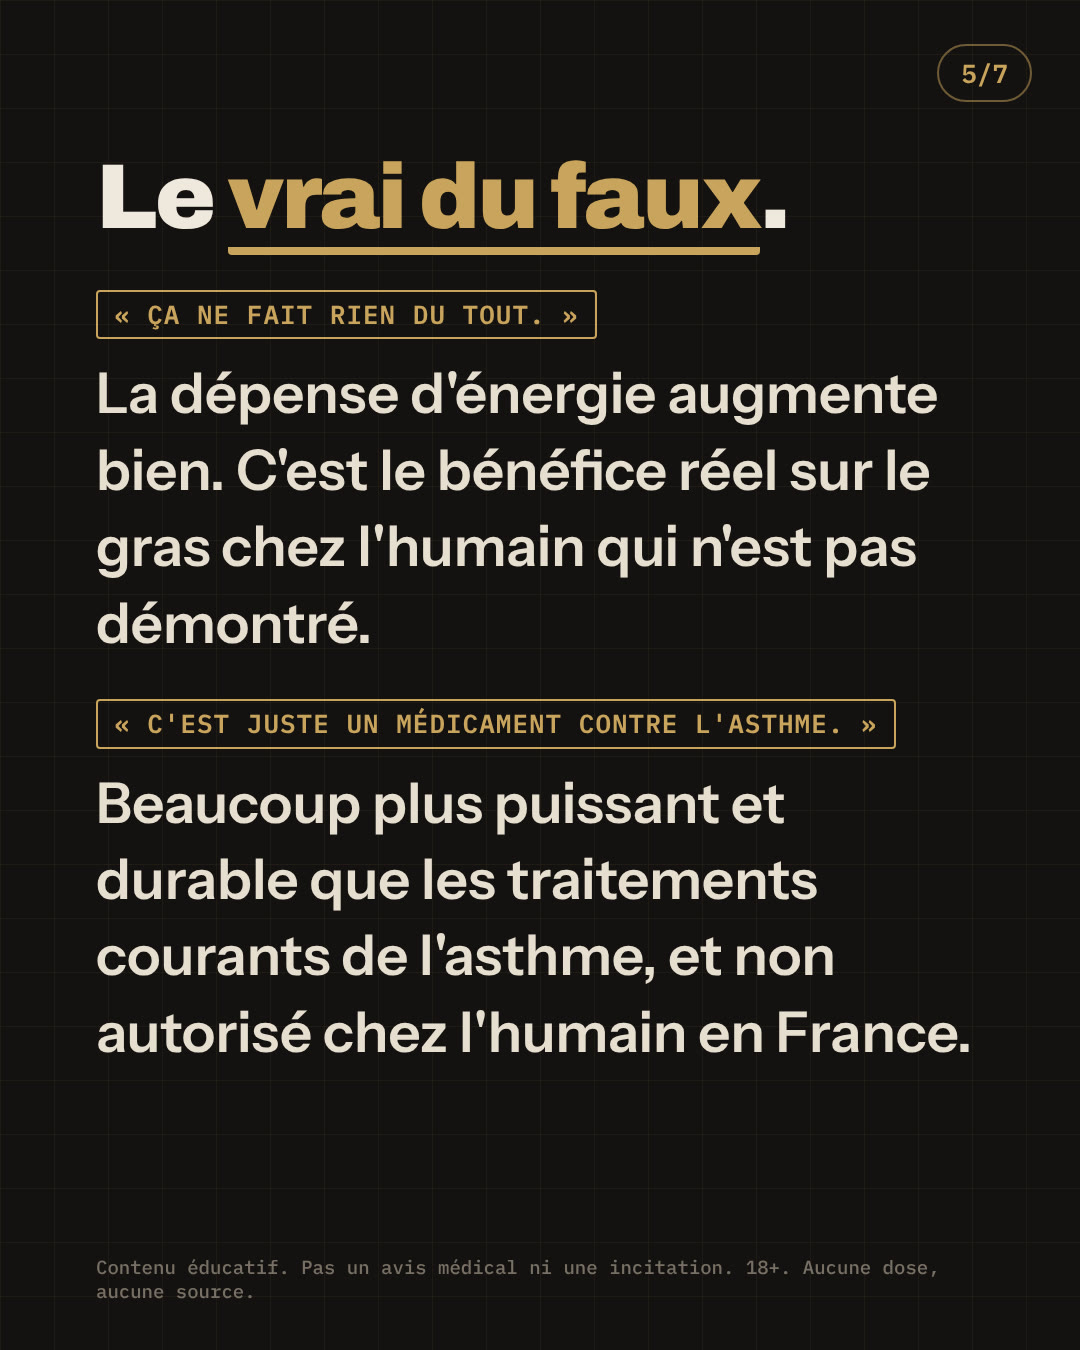 5/7
Le vrai du faux.
« ÇA NE FAIT RIEN DU TOUT. »
La dépense d'énergie augmente
bien. C'est le bénéfice réel sur le
gras chez l'humain qui n'est pas
démontré.
« C'EST JUSTE UN MÉDICAMENT CONTRE L'ASTHME. »
Beaucoup plus puissant et
durable que les traitements
courants de l'asthme, et non
autorisé chez l'humain en France.
Contenu éducatif. Pas un avis médical ni une incitation. 18+. Aucune dose,
aucune source.